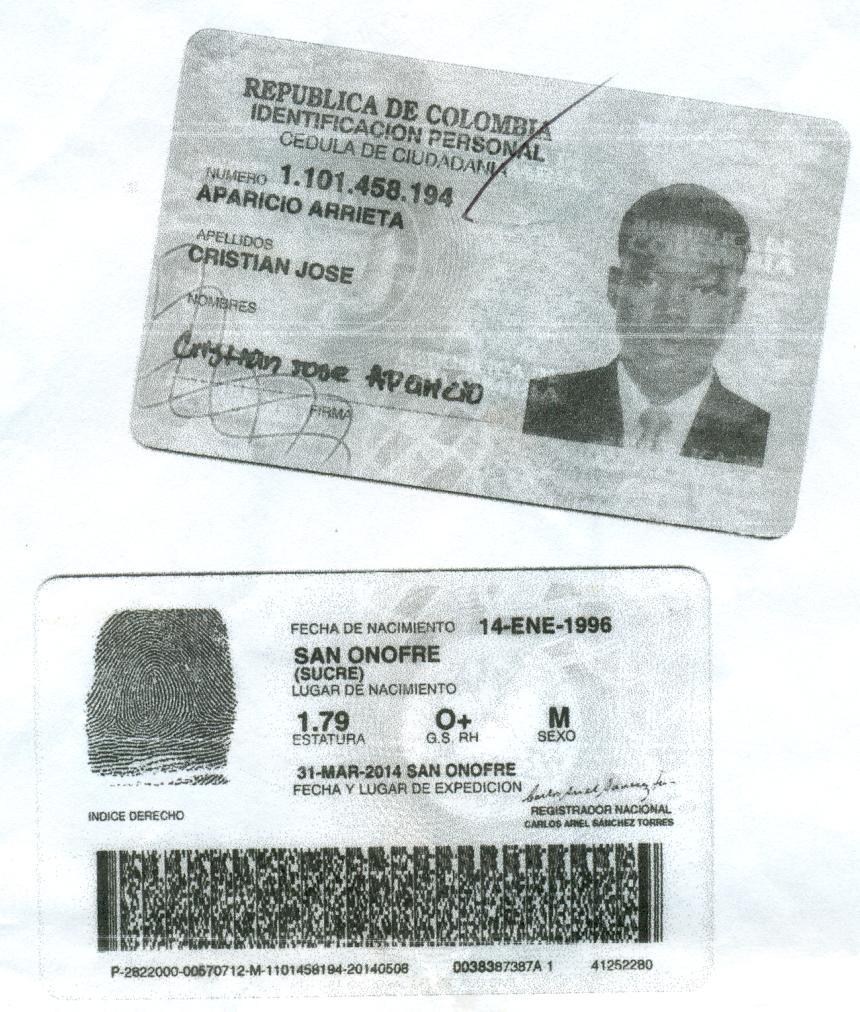 REPUBLICA DE COLOMBIA
IDENTIFICACION PERSONAL
CEDULA DE CIUDADANIA
NUMERO 1.101.458.194
APARICIO ARRIETA
APELLIDOS
CRISTIAN JOSE
NOMBRES
Cristian Jose Aparicio
FIRMA
FECHA DE NACIMIENTO 14-ENE-1996
SAN ONOFRE
(SUCRE)
LUGAR DE NACIMIENTO
1.79 O+ M
ESTATURA G.S. RH SEXO
31-MAR-2014 SAN ONOFRE
FECHA Y LUGAR DE EXPEDICION
REGISTRADOR NACIONAL
CARLOS ARIEL SANCHEZ TORRES
INDICE DERECHO
P-2822000-00570712-M-1101458194-20140508 0038387387A 1 41252280